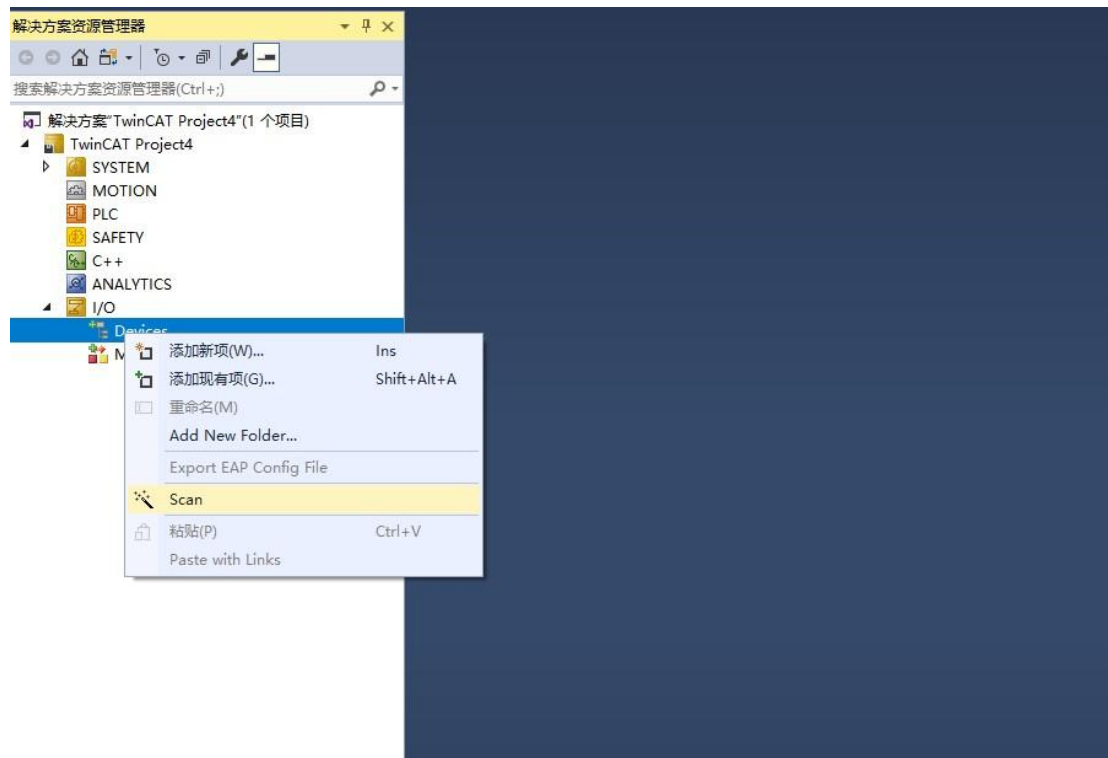 解决方案资源管理器
搜索解决方案资源管理器(Ctrl+;)
解决方案"TwinCAT Project4"(1 个项目)
TwinCAT Project4
SYSTEM
MOTION
PLC
SAFETY
C++
ANALYTICS
I/O
Devices
M
添加新项(W)... Ins
添加现有项(G)... Shift+Alt+A
重命名(M)
Add New Folder...
Export EAP Config File
Scan
粘贴(P) Ctrl+V
Paste with Links